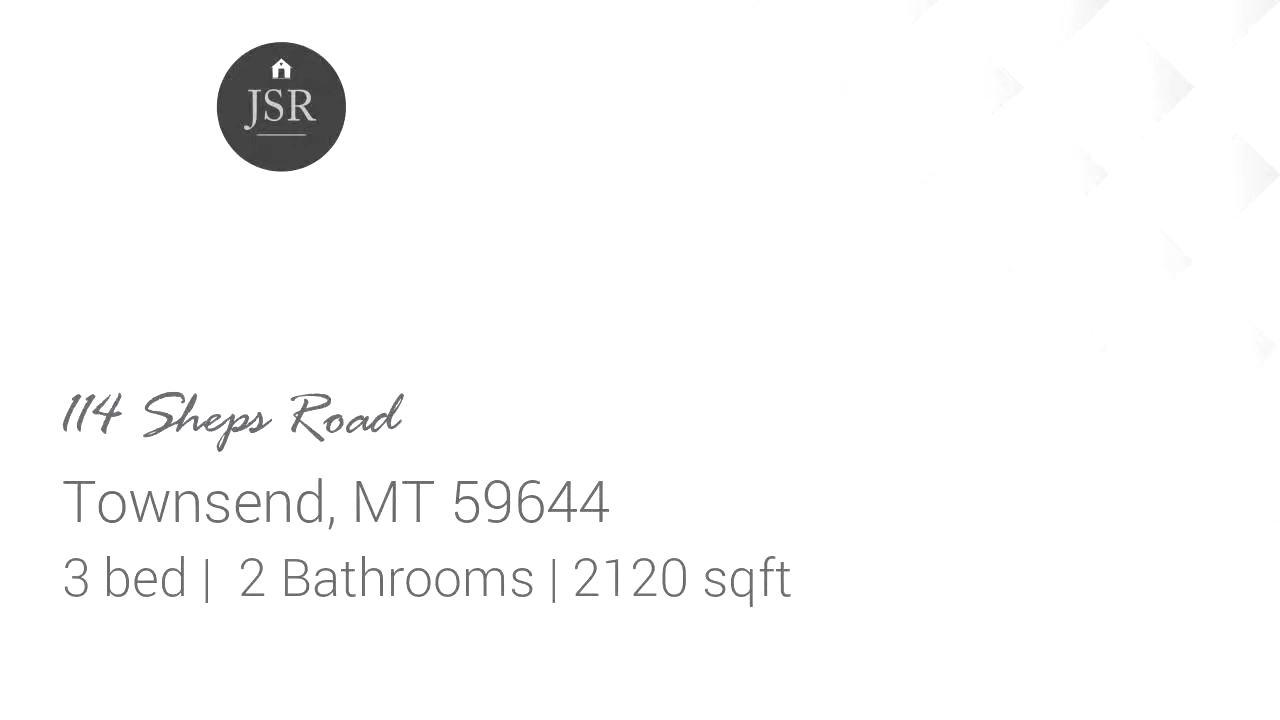 JSR
114 Sheps Road
Townsend, MT 59644
3 bed | 2 Bathrooms | 2120 sqft